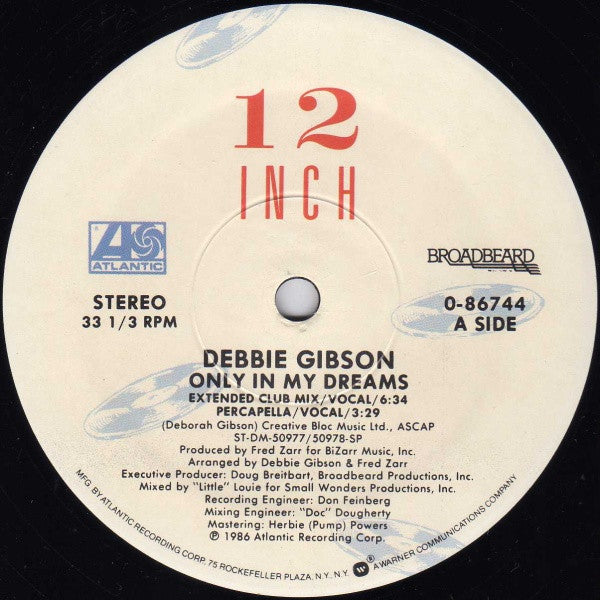 12
INCH
ATLANTIC
BROADBEARD
STEREO
33 1/3 RPM
0-86744
A SIDE
DEBBIE GIBSON
ONLY IN MY DREAMS
EXTENDED CLUB MIX/VOCAL/6:34
PERCAPELLA/VOCAL/3:29
(Deborah Gibson) Creative Bloc Music Ltd., ASCAP
ST-DM-50977/50978-SP
Produced by Fred Zarr for BiZarr Music, Inc.
Arranged by Debbie Gibson & Fred Zarr
Executive Producer: Doug Breitbart, Broadbeard Productions, Inc.
Mixed by "Little" Louie for Small Wonders Productions, Inc.
Recording Engineer: Don Feinberg
Mixing Engineer: "Doc" Dougherty
Mastering: Herbie (Pump) Powers
℗ 1986 Atlantic Recording Corp.
MFG. BY ATLANTIC RECORDING CORP. 75 ROCKEFELLER PLAZA, N.Y. N.Y. ® A WARNER COMMUNICATIONS COMPANY